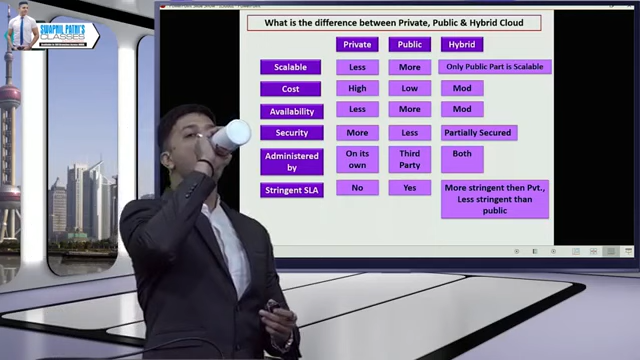 SWAPNIL PATNI'S
CLASSES
What is the difference between Private, Public & Hybrid Cloud
Private Public Hybrid
Scalable Less More Only Public Part is Scalable
Cost High Low Mod
Availability Less More Mod
Security More Less Partially Secured
Administered by On its own Third Party Both
Stringent SLA No Yes More stringent then Pvt.,
Less stringent than
public